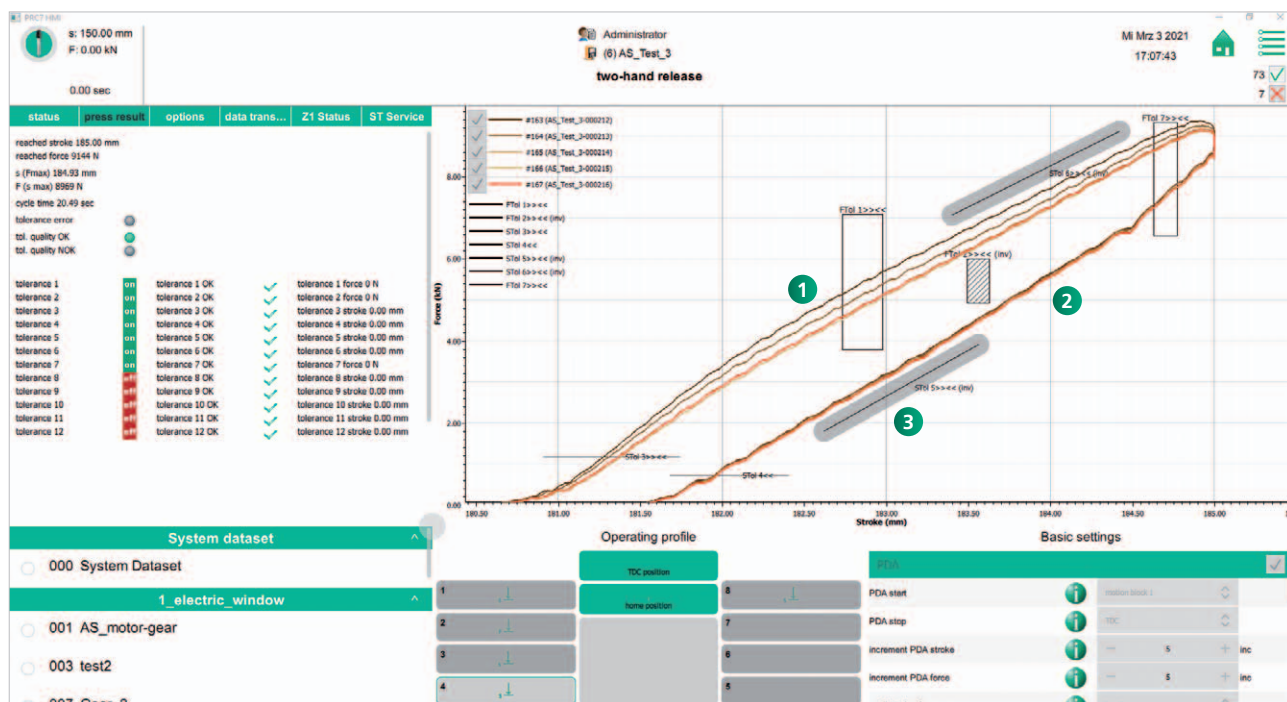 PRC7 HMI
s: 150.00 mm
F: 0.00 kN
0.00 sec
Administrator
(6) AS_Test_3
two-hand release
Mi Mrz 3 2021
17:07:43
73
7
status press result options data trans... Z1 Status ST Service
reached stroke 185.00 mm
reached force 9144 N
s (Fmax) 184.93 mm
F (s max) 8969 N
cycle time 20.49 sec
tolerance error
tol. quality OK
tol. quality NOK
tolerance 1 on tolerance 1 OK tolerance 1 force 0 N
tolerance 2 on tolerance 2 OK tolerance 2 force 0 N
tolerance 3 on tolerance 3 OK tolerance 3 stroke 0.00 mm
tolerance 4 on tolerance 4 OK tolerance 4 stroke 0.00 mm
tolerance 5 on tolerance 5 OK tolerance 5 stroke 0.00 mm
tolerance 6 on tolerance 6 OK tolerance 6 stroke 0.00 mm
tolerance 7 on tolerance 7 OK tolerance 7 force 0 N
tolerance 8 off tolerance 8 OK tolerance 8 stroke 0.00 mm
tolerance 9 off tolerance 9 OK tolerance 9 stroke 0.00 mm
tolerance 10 off tolerance 10 OK tolerance 10 stroke 0.00 mm
tolerance 11 off tolerance 11 OK tolerance 11 stroke 0.00 mm
tolerance 12 off tolerance 12 OK tolerance 12 stroke 0.00 mm
#163 (AS_Test_3-000212)
#164 (AS_Test_3-000213)
#165 (AS_Test_3-000214)
#166 (AS_Test_3-000215)
#167 (AS_Test_3-000216)
FTol 1>><<
FTol 2>><< (inv)
STol 3>><<
STol 4<<
STol 5>><< (inv)
STol 6>><< (inv)
FTol 7>><<
FTol 7>><<
STol 6>><< (inv)
FTol 1>><<
FTol 2>><< (inv)
1
2
3
STol 5>><< (inv)
STol 3>><<
STol 4<<
Force (kN)
8.00
6.00
4.00
2.00
0.00
180.50 181.00 181.50 182.00 182.50 183.00 183.50 184.00 184.50 185.00
Stroke (mm)
System dataset
000 System Dataset
1_electric_window
001 AS_motor-gear
003 test2
Operating profile
TDC position
home position
1
2
3
4
8
7
6
5
Basic settings
PDA
PDA start motion block 1
PDA stop TDC
increment PDA stroke 5 inc
increment PDA force 5 inc